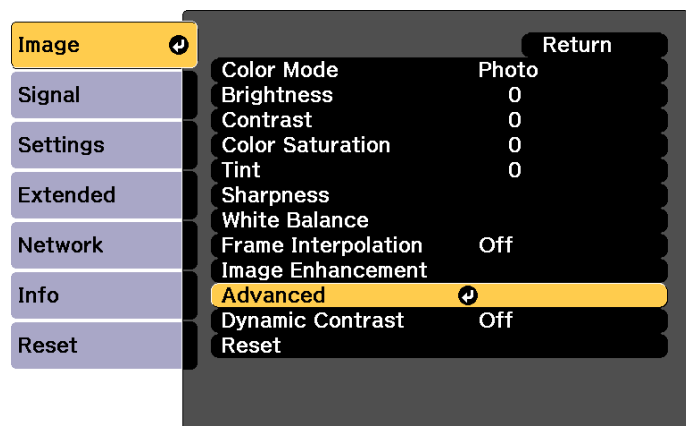 Image
Signal
Settings
Extended
Network
Info
Reset
Return
Color Mode Photo
Brightness 0
Contrast 0
Color Saturation 0
Tint 0
Sharpness
White Balance
Frame Interpolation Off
Image Enhancement
Advanced
Dynamic Contrast Off
Reset